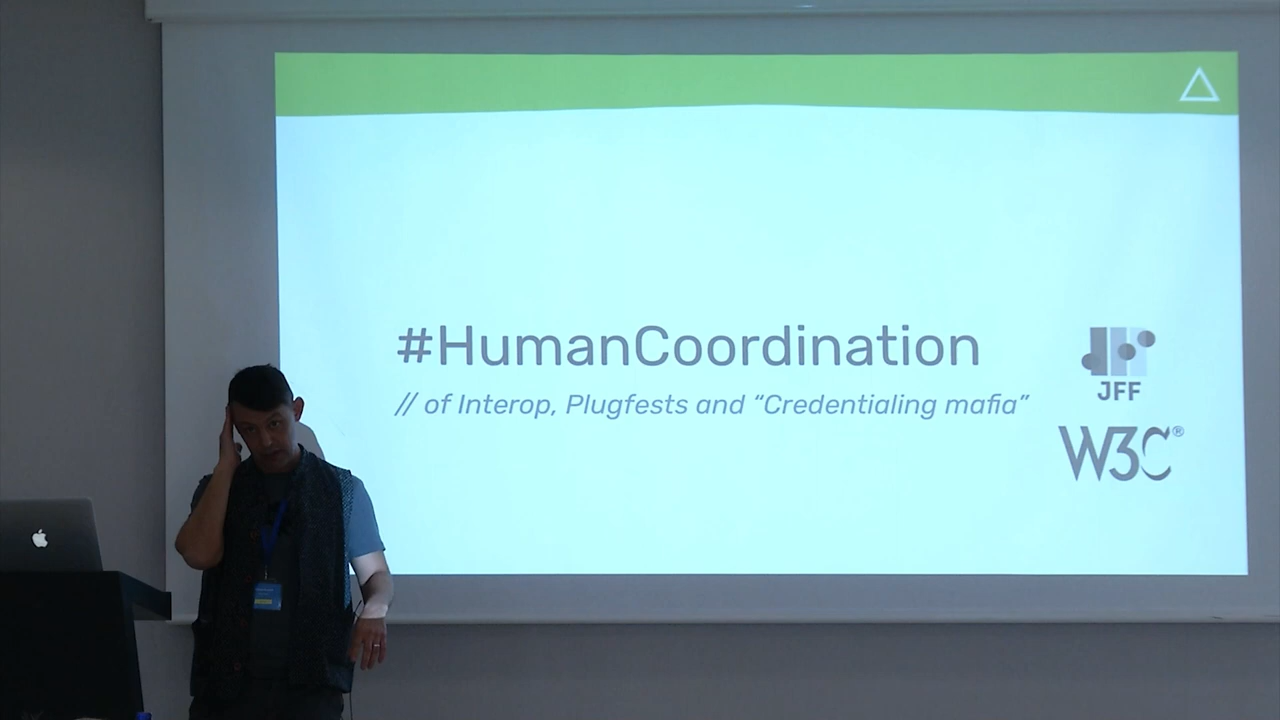 #HumanCoordination
// of Interop, Plugfests and “Credentialing mafia”
JFF
W3C®